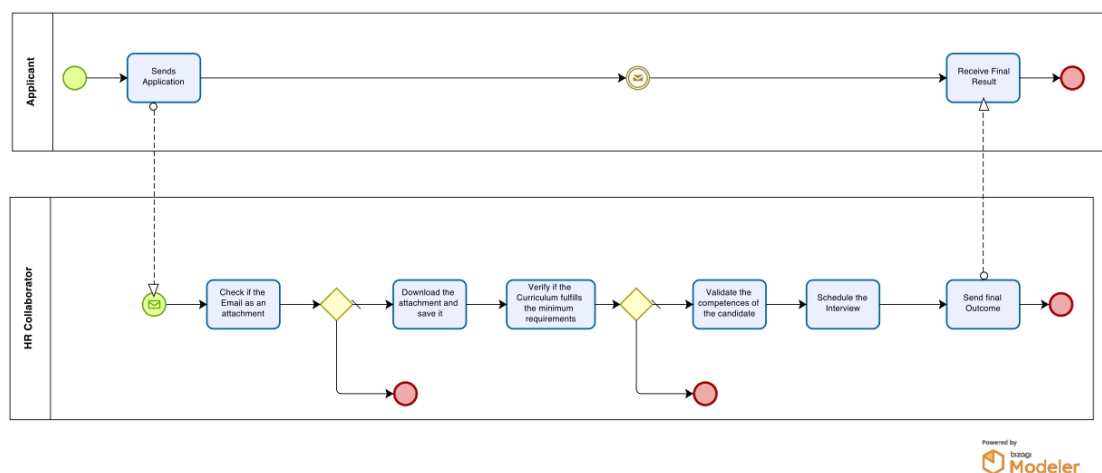 Applicant
Sends
Application
Receive Final
Result
HR Collaborator
Check if the
Email as an
attachment
Download the
attachment and
save it
Verify if the
Curriculum fulfills
the minimum
requirements
Validate the
competences of
the candidate
Schedule the
Interview
Send final
Outcome
Powered by
bizagi
Modeler